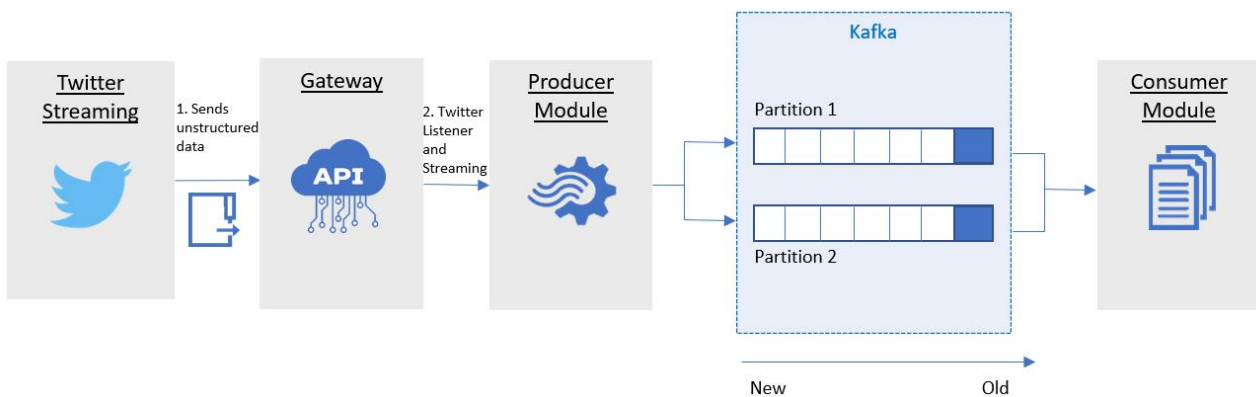 Twitter
Streaming
1. Sends
unstructured
data
Gateway
API
2. Twitter
Listener
and
Streaming
Producer
Module
Kafka
Partition 1
Partition 2
New
Old
Consumer
Module